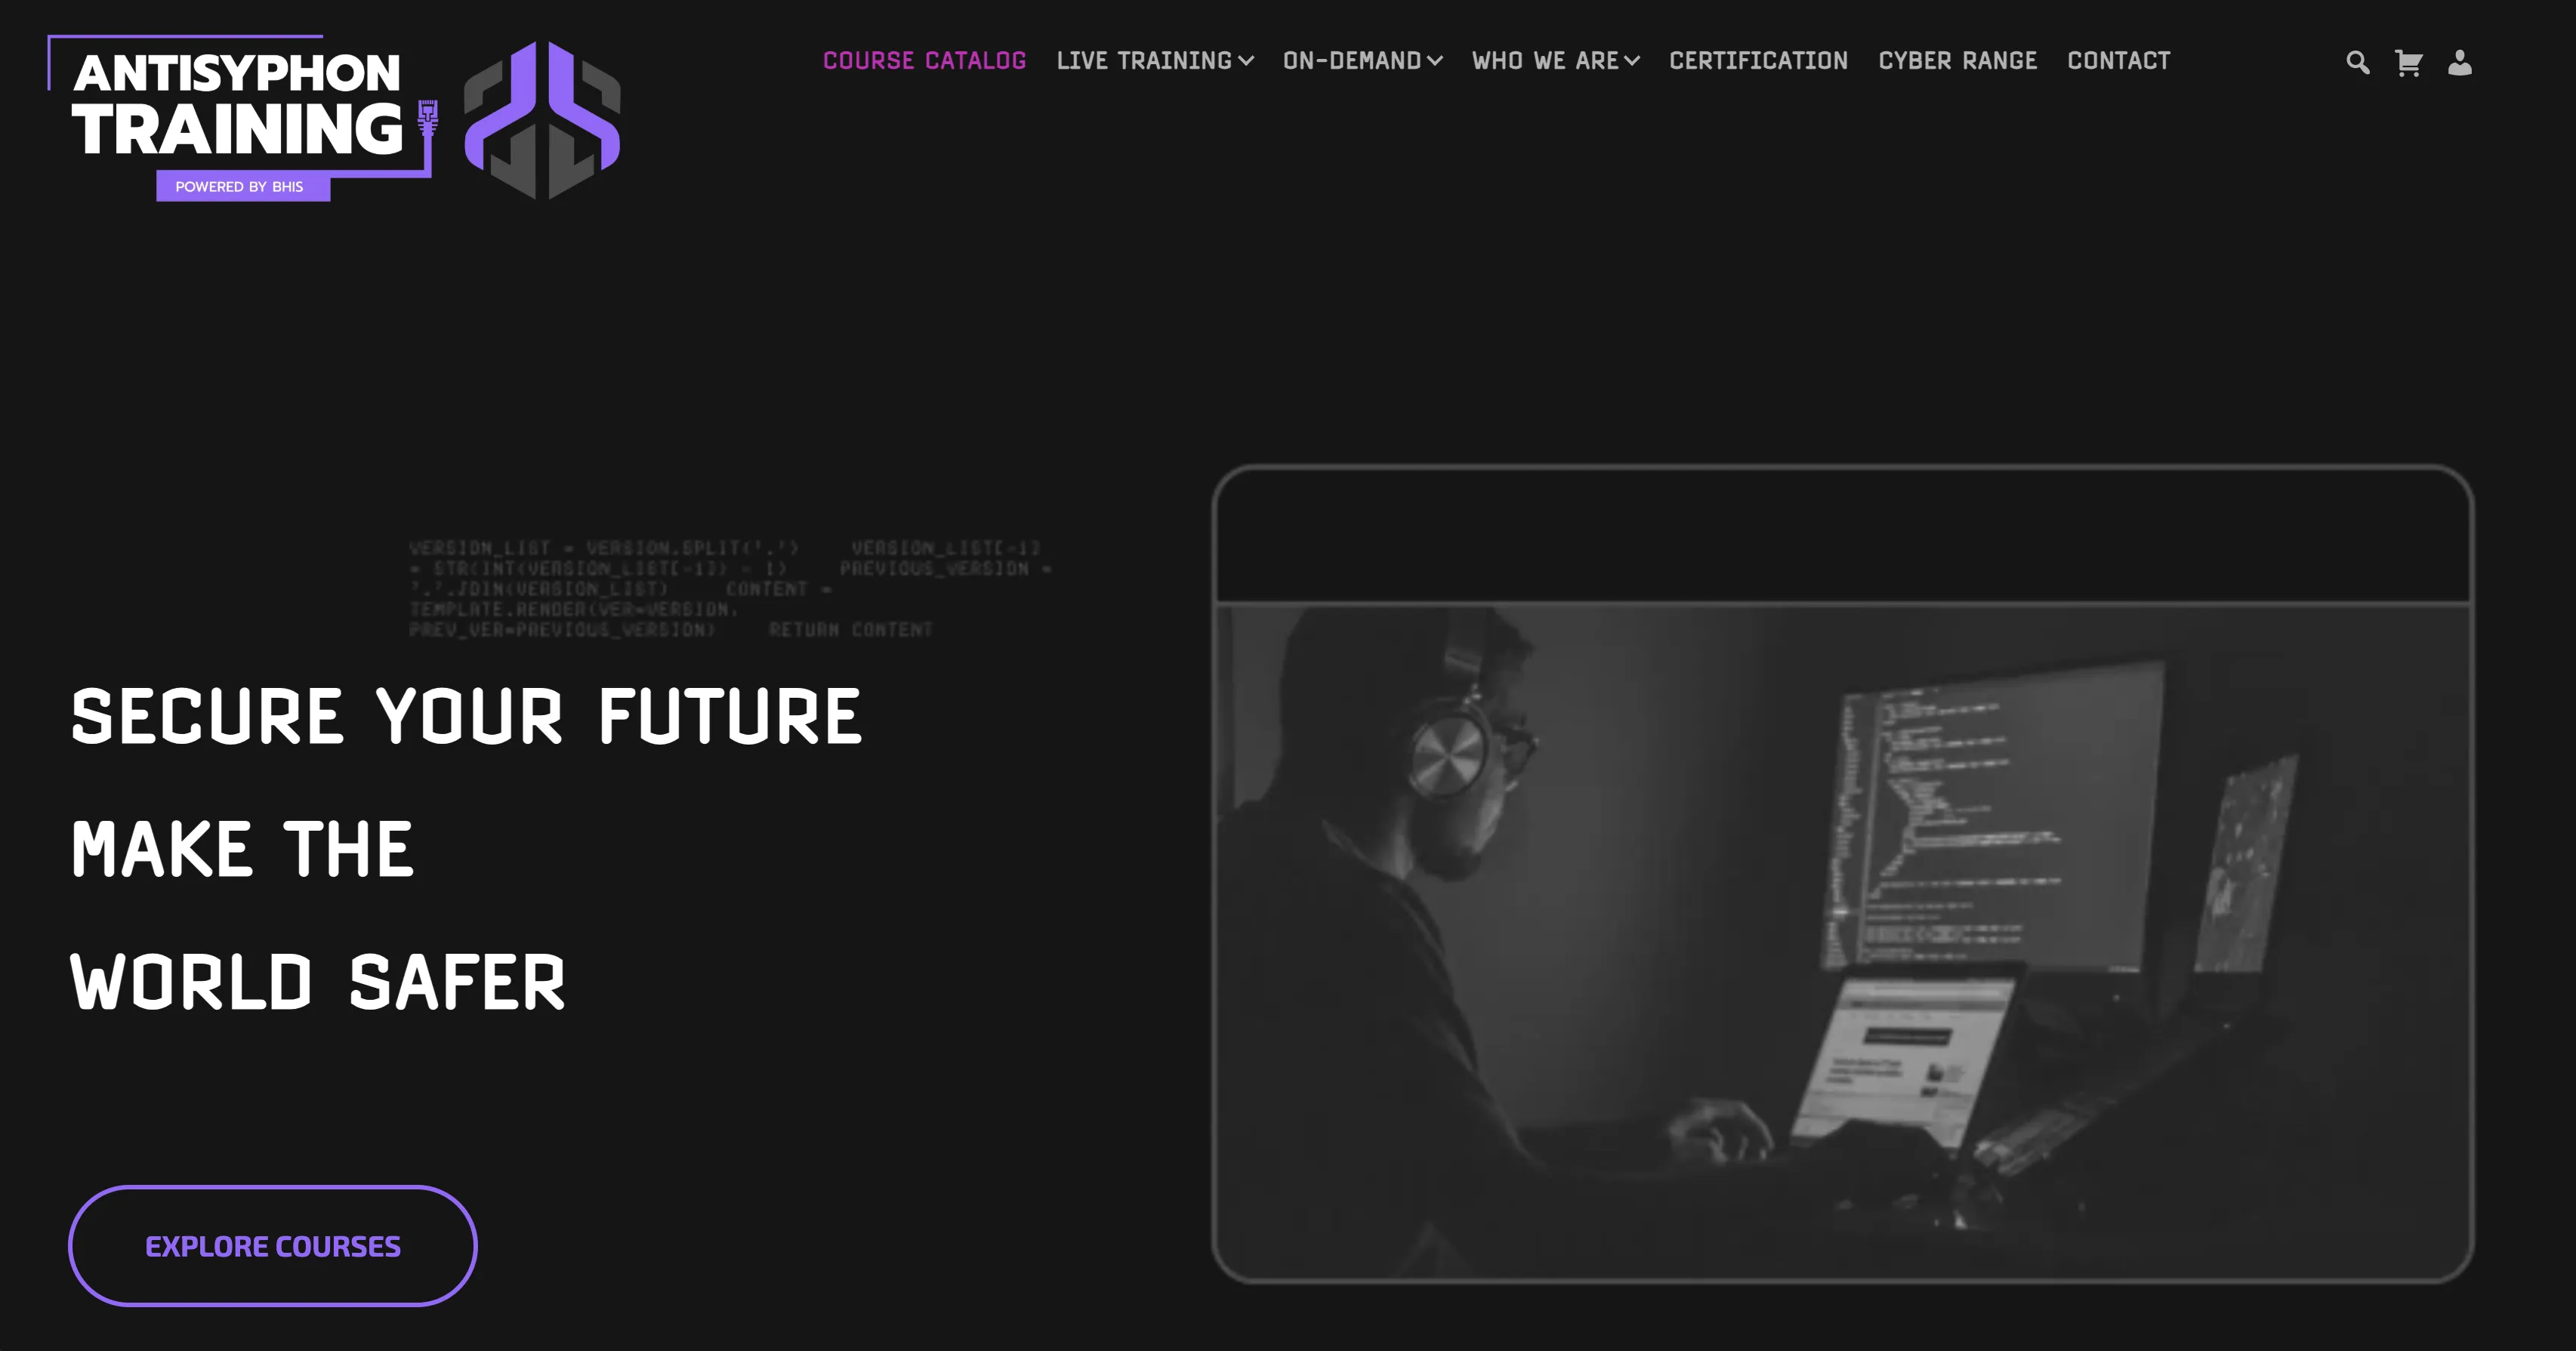 ANTISYPHON
TRAINING
POWERED BY BHIS
COURSE CATALOG LIVE TRAINING ON-DEMAND WHO WE ARE CERTIFICATION CYBER RANGE CONTACT
VERSION_LIST = VERSION.SPLIT('.') VERSION_LIST[-1]
= STR(INT(VERSION_LIST[-1]) - 1) PREVIOUS_VERSION =
'.'.JOIN(VERSION_LIST) CONTENT =
TEMPLATE.RENDER(VER=VERSION,
PREV_VER=PREVIOUS_VERSION) RETURN CONTENT
SECURE YOUR FUTURE
MAKE THE
WORLD SAFER
EXPLORE COURSES